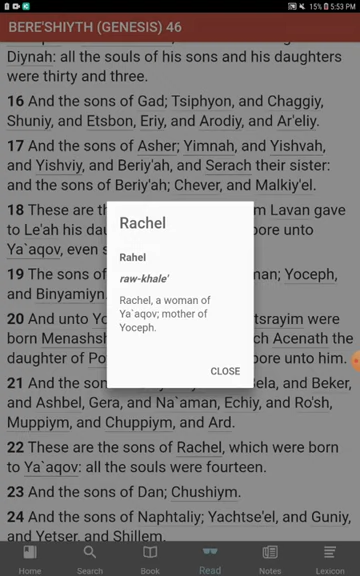 15% 5:53 PM
BERE'SHIYTH (GENESIS) 46
Diynah: all the souls of his sons and his daughters
were thirty and three.
16 And the sons of Gad; Tsiphyon, and Chaggiy,
Shuniy, and Etsbon, Eriy, and Arodiy, and Ar'eliy.
17 And the sons of Asher; Yimnah, and Yishvah,
and Yishviy, and Beriy'ah, and Serach their sister:
and the sons of Beriy'ah; Chever, and Malkiy'el.
18 These are th m Lavan gave
to Le'ah his dau bore unto
Ya`aqov, even s
19 The sons of man; Yoceph,
and Binyamiyn
20 And unto Yo tsrayim were
born Menashsh ch Acenath the
daughter of Po bore unto him.
21 And the sons ela, and Beker,
and Ashbel, Gera, and Na`aman, Echiy, and Ro'sh,
Muppiym, and Chuppiym, and Ard.
22 These are the sons of Rachel, which were born
to Ya`aqov: all the souls were fourteen.
23 And the sons of Dan; Chushiym.
24 And the sons of Naphtaliy; Yachtse'el, and Guniy,
and Yetser, and Shillem.
Rachel
Rahel
raw-khale'
Rachel, a woman of
Ya`aqov; mother of
Yoceph.
CLOSE
Home Search Book Read Notes Lexicon